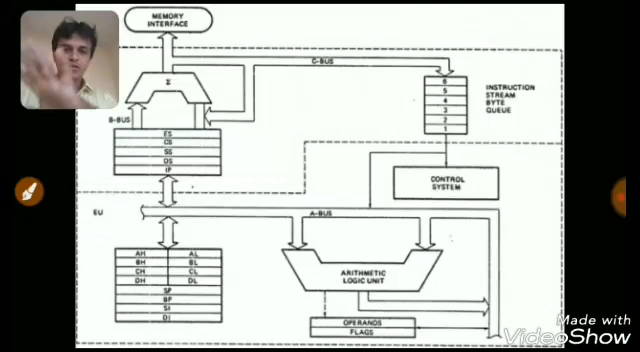 MEMORY
INTERFACE
C-BUS
Σ
B-BUS
6
5
4
3
2
1
INSTRUCTION
STREAM
BYTE
QUEUE
ES
CS
SS
DS
IP
CONTROL
SYSTEM
EU
A-BUS
AH AL
BH BL
CH CL
DH DL
SP
BP
SI
DI
ARITHMETIC
LOGIC UNIT
OPERANDS
FLAGS
Made with
VideoShow